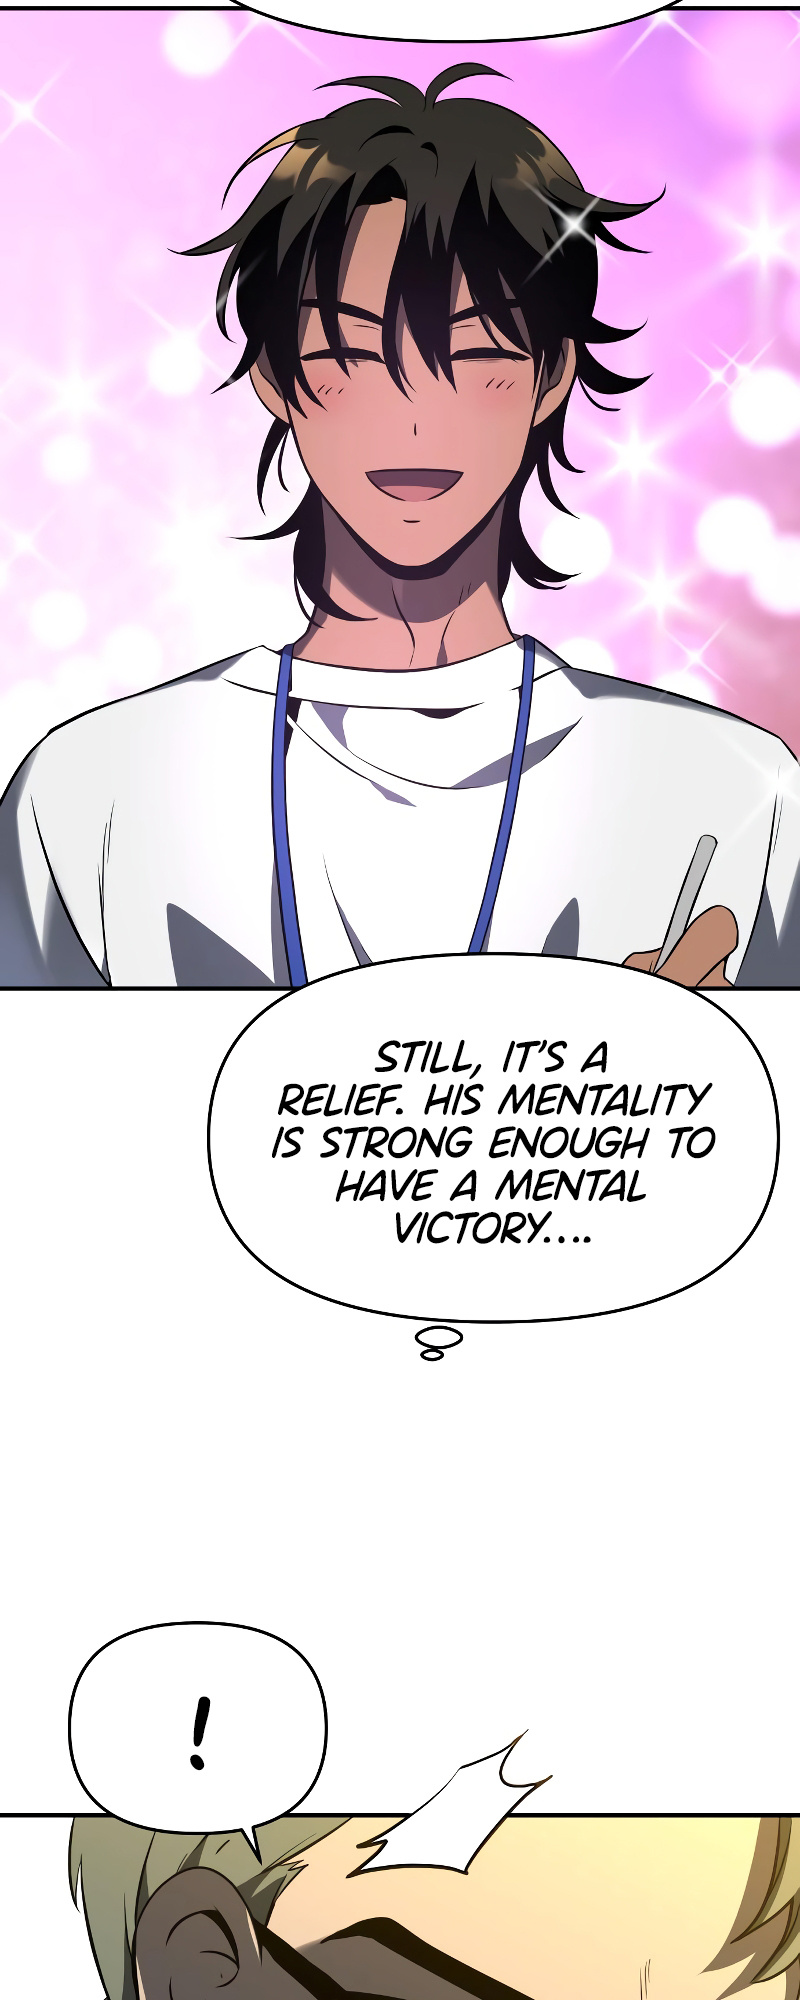 STILL, IT'S A
RELIEF. HIS MENTALITY
IS STRONG ENOUGH TO
HAVE A MENTAL
VICTORY....
!